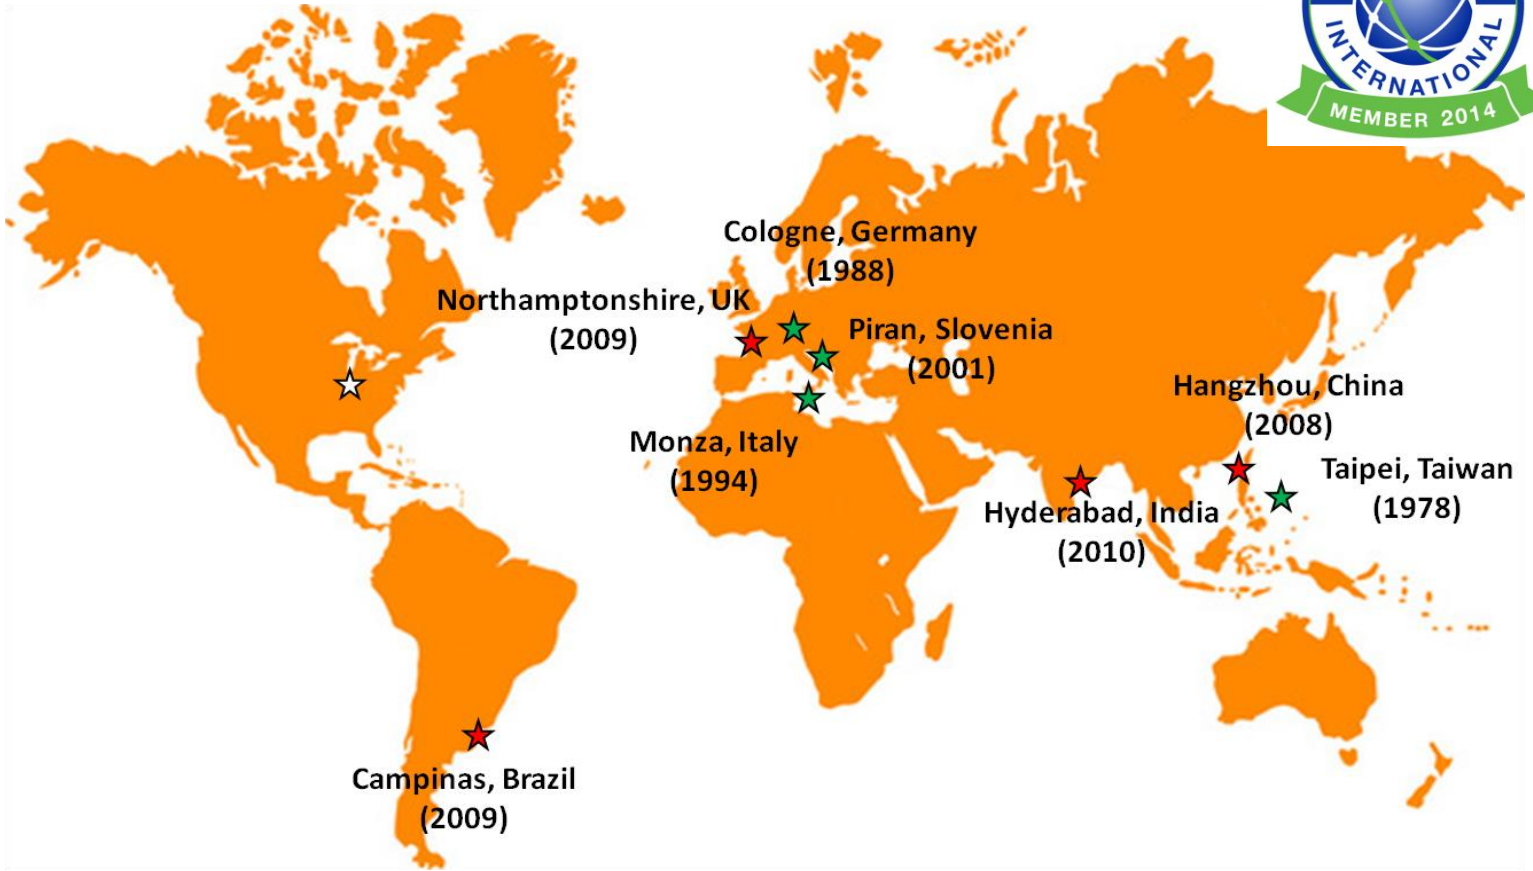 INTERNATIONAL
MEMBER 2014
Cologne, Germany
(1988)
Northamptonshire, UK
(2009)
Piran, Slovenia
(2001)
Hangzhou, China
(2008)
Monza, Italy
(1994)
Taipei, Taiwan
(1978)
Hyderabad, India
(2010)
Campinas, Brazil
(2009)